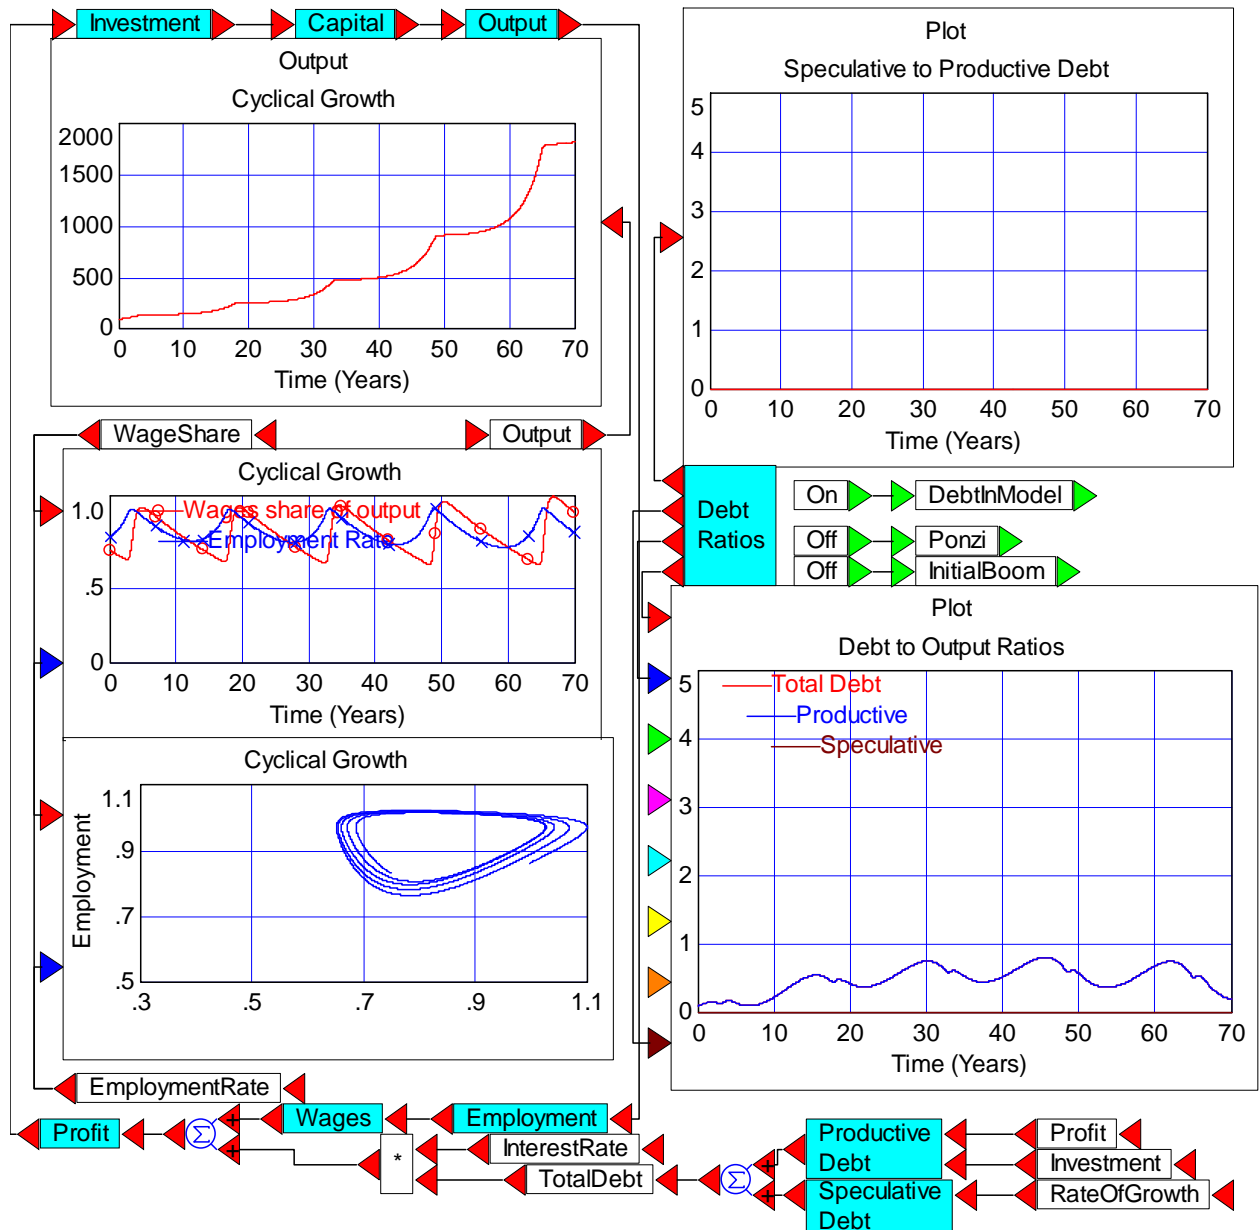 Investment
Capital
Output
Output
Cyclical Growth
2000
1500
1000
500
0
0 10 20 30 40 50 60 70
Time (Years)
Plot
Speculative to Productive Debt
5
4
3
2
1
0
0 10 20 30 40 50 60 70
Time (Years)
WageShare
Output
Cyclical Growth
1.0
.5
0
Wages share of output
Employment Rate
0 10 20 30 40 50 60 70
Time (Years)
Debt
Ratios
On DebtInModel
Off Ponzi
Off InitialBoom
Cyclical Growth
Employment
1.1
.9
.7
.5
.3 .5 .7 .9 1.1
Plot
Debt to Output Ratios
5
4
3
2
1
0
Total Debt
Productive
Speculative
0 10 20 30 40 50 60 70
Time (Years)
EmploymentRate
Profit
Σ
+
+
Wages
Employment
*
InterestRate
TotalDebt
Σ
+
+
Productive
Debt
Speculative
Debt
Profit
Investment
RateOfGrowth